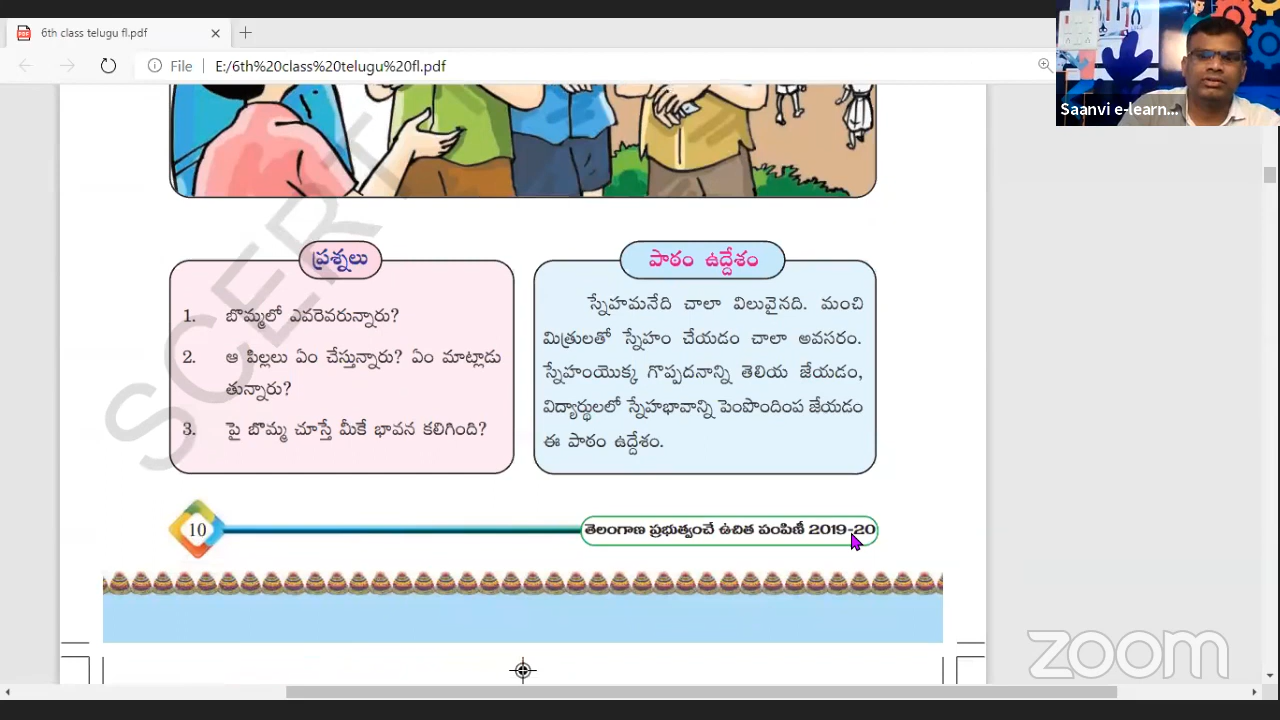 6th class telugu fl.pdf
File
E:/6th%20class%20telugu%20fl.pdf
Saanvi e-learn...
SCERT
ప్రశ్నలు
1. బొమ్మలో ఎవరెవరున్నారు?
2. ఆ పిల్లలు ఏం చేస్తున్నారు? ఏం మాట్లాడు
తున్నారు?
3. పై బొమ్మ చూస్తే మీకే భావన కలిగింది?
పాఠం ఉద్దేశం
స్నేహమనేది చాలా విలువైనది. మంచి
మిత్రులతో స్నేహం చేయడం చాలా అవసరం.
స్నేహంయొక్క గొప్పదనాన్ని తెలియ జేయడం,
విద్యార్థులలో స్నేహభావాన్ని పెంపొందింప జేయడం
ఈ పాఠం ఉద్దేశం.
10
తెలంగాణ ప్రభుత్వంచే ఉచిత పంపిణీ 2019-20
zoom